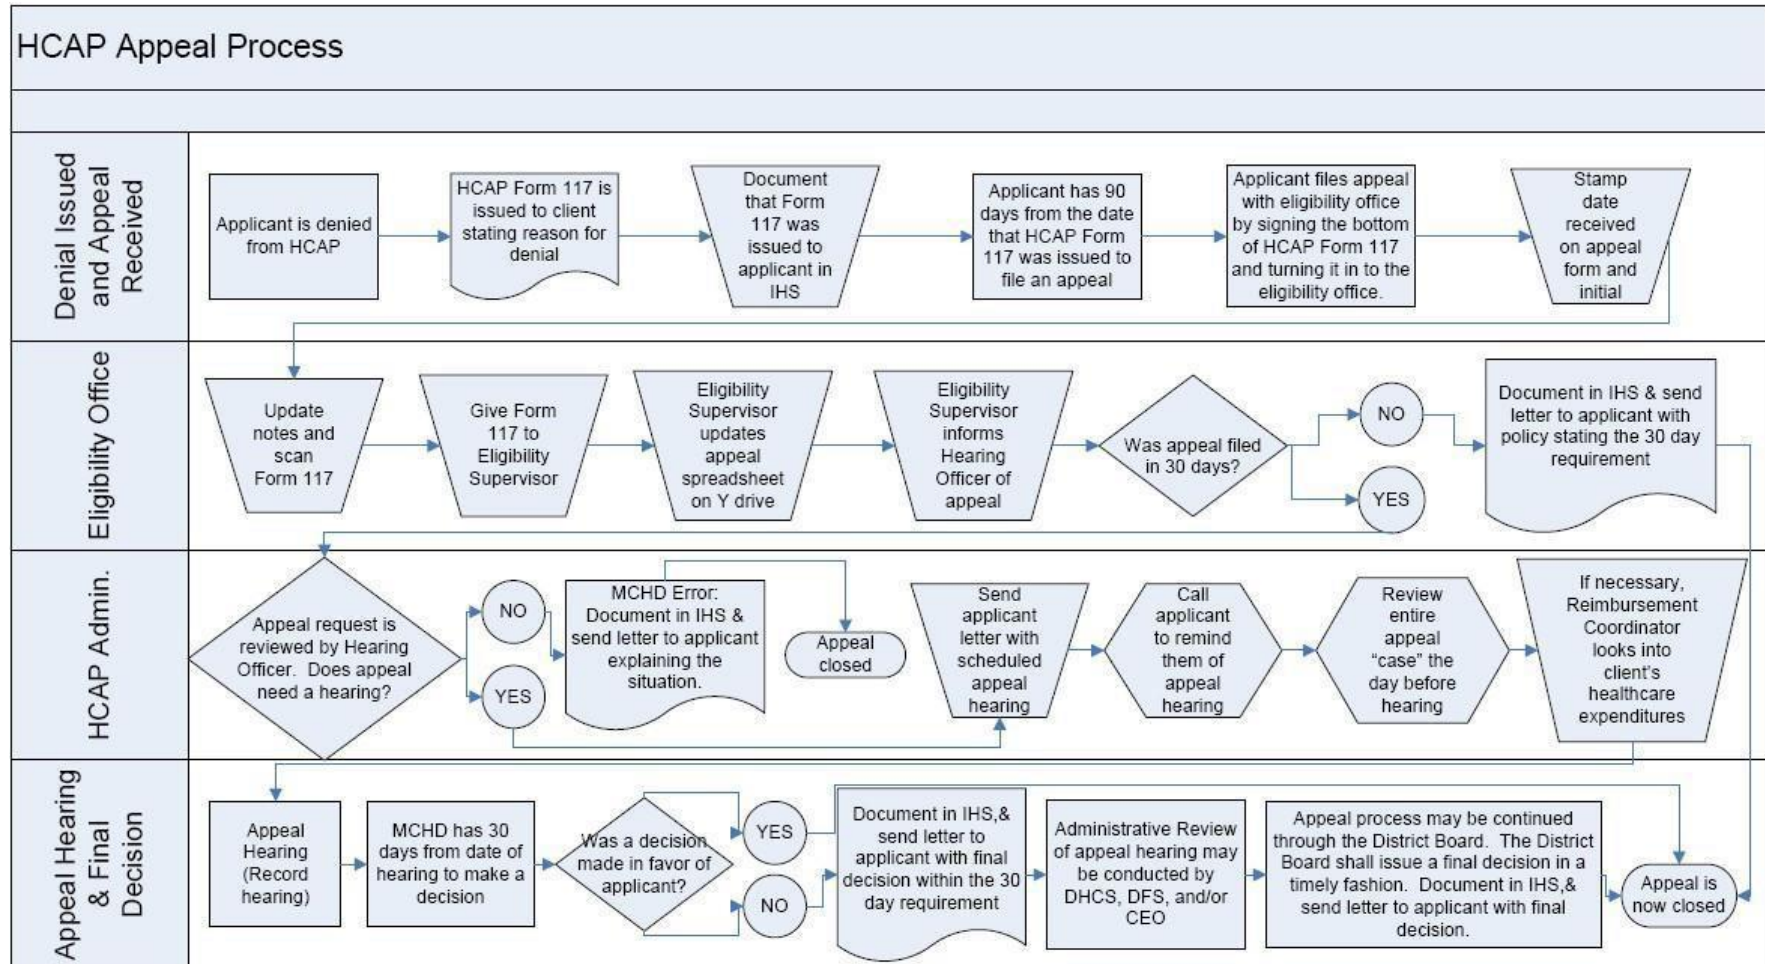 HCAP Appeal Process
Denial Issued
and Appeal
Received
Applicant is denied
from HCAP
HCAP Form 117 is
issued to client
stating reason for
denial
Document
that Form
117 was
issued to
applicant in
IHS
Applicant has 90
days from the date
that HCAP Form
117 was issued to
file an appeal
Applicant files appeal
with eligibility office
by signing the bottom
of HCAP Form 117
and turning it in to the
eligibility office.
Stamp
date
received
on appeal
form and
initial
Eligibility Office
Update
notes and
scan
Form 117
Give Form
117 to
Eligibility
Supervisor
Eligibility
Supervisor
updates
appeal
spreadsheet
on Y drive
Eligibility
Supervisor
informs
Hearing
Officer of
appeal
Was appeal filed
in 30 days?
NO
YES
Document in IHS & send
letter to applicant with
policy stating the 30 day
requirement
HCAP Admin.
Appeal request is
reviewed by Hearing
Officer. Does appeal
need a hearing?
NO
YES
MCHD Error:
Document in IHS &
send letter to applicant
explaining the
situation.
Appeal
closed
Send
applicant
letter with
scheduled
appeal
hearing
Call
applicant
to remind
them of
appeal
hearing
Review
entire
appeal
“case” the
day before
hearing
If necessary,
Reimbursement
Coordinator
looks into
client’s
healthcare
expenditures
Appeal Hearing
& Final
Decision
Appeal
Hearing
(Record
hearing)
MCHD has 30
days from date of
hearing to make a
decision
Was a decision
made in favor of
applicant?
YES
NO
Document in IHS,&
send letter to
applicant with final
decision within the 30
day requirement
Administrative Review
of appeal hearing may
be conducted by
DHCS, DFS, and/or
CEO
Appeal process may be continued
through the District Board. The District
Board shall issue a final decision in a
timely fashion. Document in IHS,&
send letter to applicant with final
decision.
Appeal is
now closed